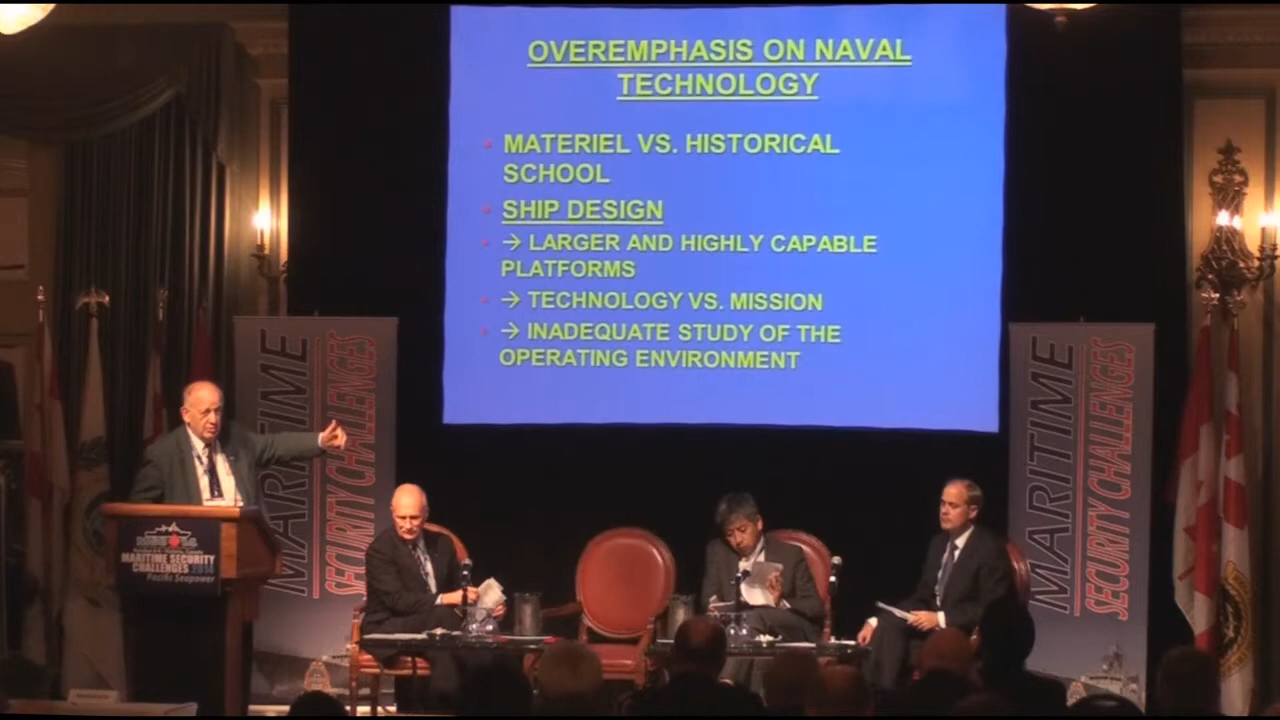 OVEREMPHASIS ON NAVAL
TECHNOLOGY
MATERIEL VS. HISTORICAL
SCHOOL
SHIP DESIGN
→ LARGER AND HIGHLY CAPABLE
PLATFORMS
→ TECHNOLOGY VS. MISSION
→ INADEQUATE STUDY OF THE
OPERATING ENVIRONMENT
MARITIME
SECURITY CHALLENGES
MARITIME
SECURITY CHALLENGES
MARITIME SECURITY
CHALLENGES
Pacific Seapower